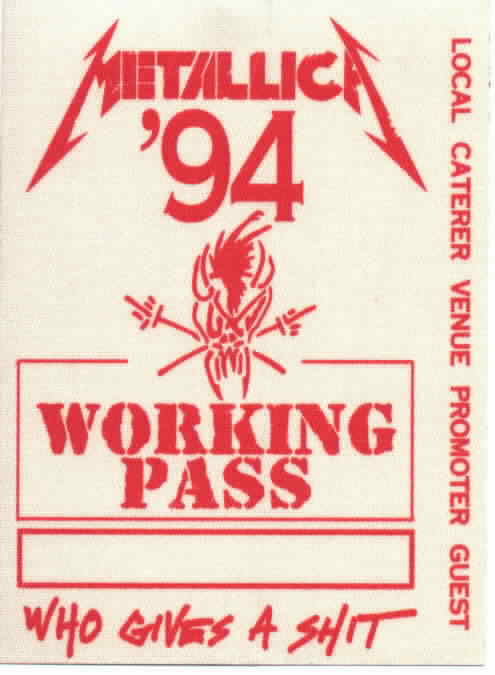 METALLICA
'94
WORKING
PASS
WHO GIVES A SHIT
LOCAL CATERER VENUE PROMOTER GUEST